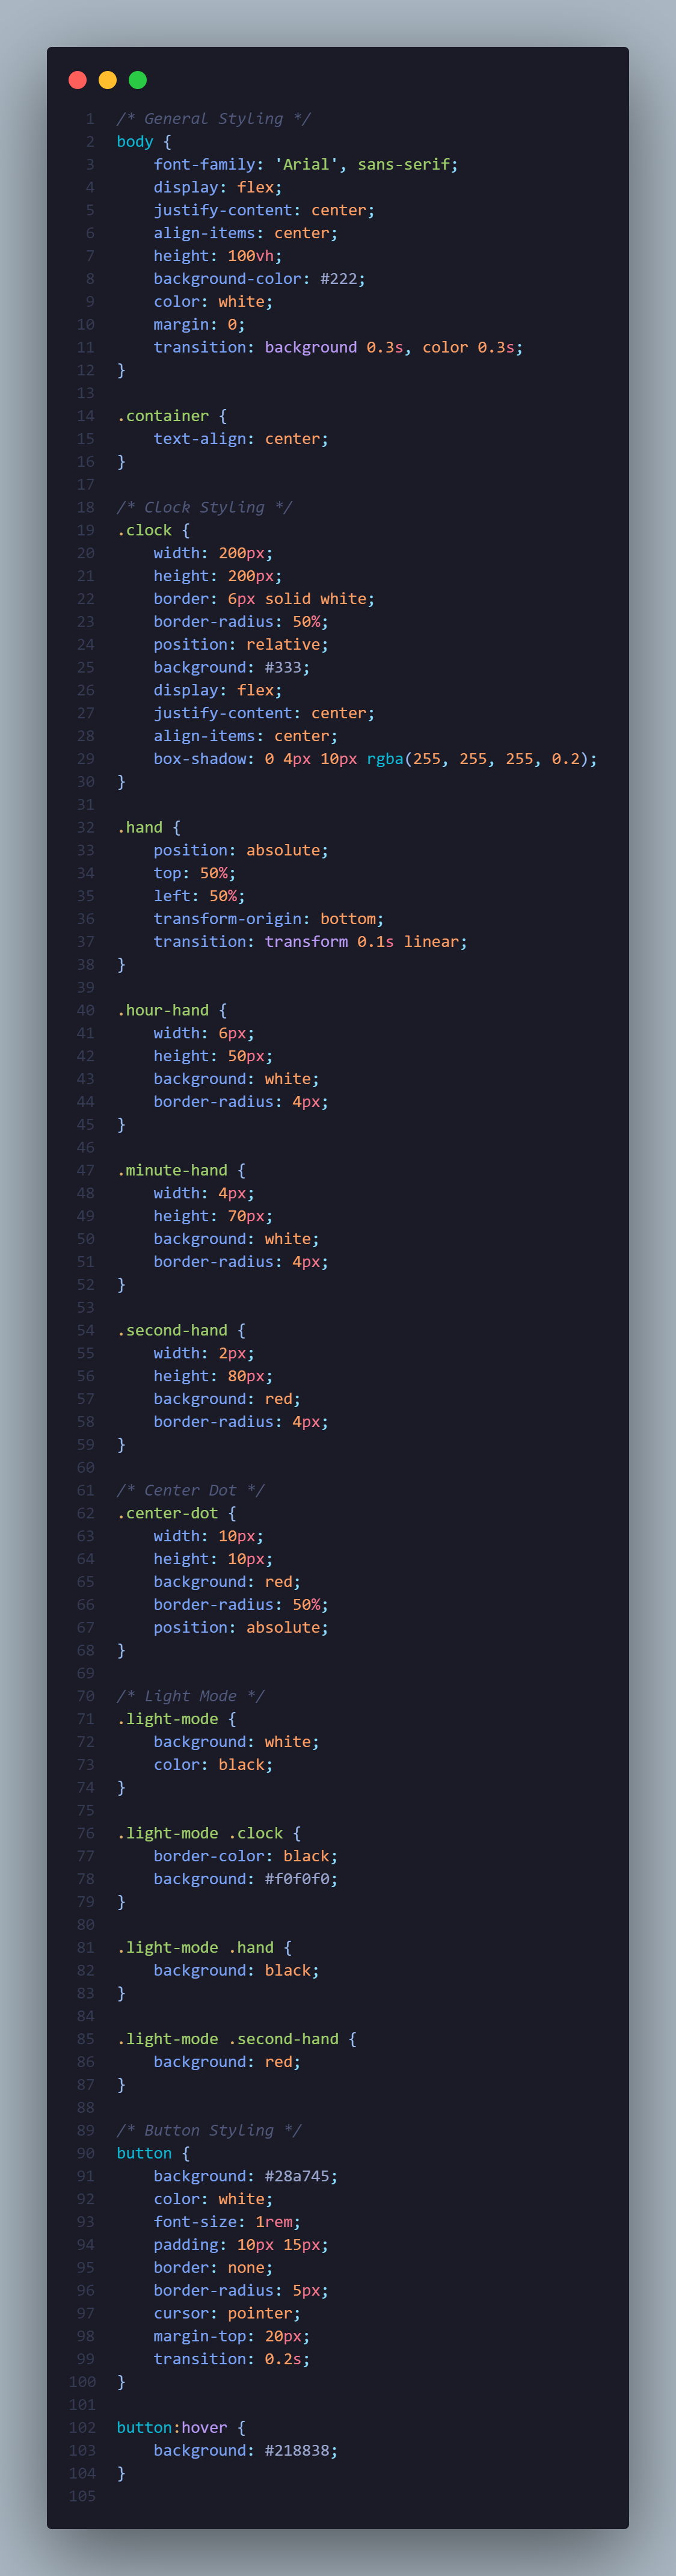 1 /* General Styling */
2 body {
3     font-family: 'Arial', sans-serif;
4     display: flex;
5     justify-content: center;
6     align-items: center;
7     height: 100vh;
8     background-color: #222;
9     color: white;
10     margin: 0;
11     transition: background 0.3s, color 0.3s;
12 }
13
14 .container {
15     text-align: center;
16 }
17
18 /* Clock Styling */
19 .clock {
20     width: 200px;
21     height: 200px;
22     border: 6px solid white;
23     border-radius: 50%;
24     position: relative;
25     background: #333;
26     display: flex;
27     justify-content: center;
28     align-items: center;
29     box-shadow: 0 4px 10px rgba(255, 255, 255, 0.2);
30 }
31
32 .hand {
33     position: absolute;
34     top: 50%;
35     left: 50%;
36     transform-origin: bottom;
37     transition: transform 0.1s linear;
38 }
39
40 .hour-hand {
41     width: 6px;
42     height: 50px;
43     background: white;
44     border-radius: 4px;
45 }
46
47 .minute-hand {
48     width: 4px;
49     height: 70px;
50     background: white;
51     border-radius: 4px;
52 }
53
54 .second-hand {
55     width: 2px;
56     height: 80px;
57     background: red;
58     border-radius: 4px;
59 }
60
61 /* Center Dot */
62 .center-dot {
63     width: 10px;
64     height: 10px;
65     background: red;
66     border-radius: 50%;
67     position: absolute;
68 }
69
70 /* Light Mode */
71 .light-mode {
72     background: white;
73     color: black;
74 }
75
76 .light-mode .clock {
77     border-color: black;
78     background: #f0f0f0;
79 }
80
81 .light-mode .hand {
82     background: black;
83 }
84
85 .light-mode .second-hand {
86     background: red;
87 }
88
89 /* Button Styling */
90 button {
91     background: #28a745;
92     color: white;
93     font-size: 1rem;
94     padding: 10px 15px;
95     border: none;
96     border-radius: 5px;
97     cursor: pointer;
98     margin-top: 20px;
99     transition: 0.2s;
100 }
101
102 button:hover {
103     background: #218838;
104 }
105